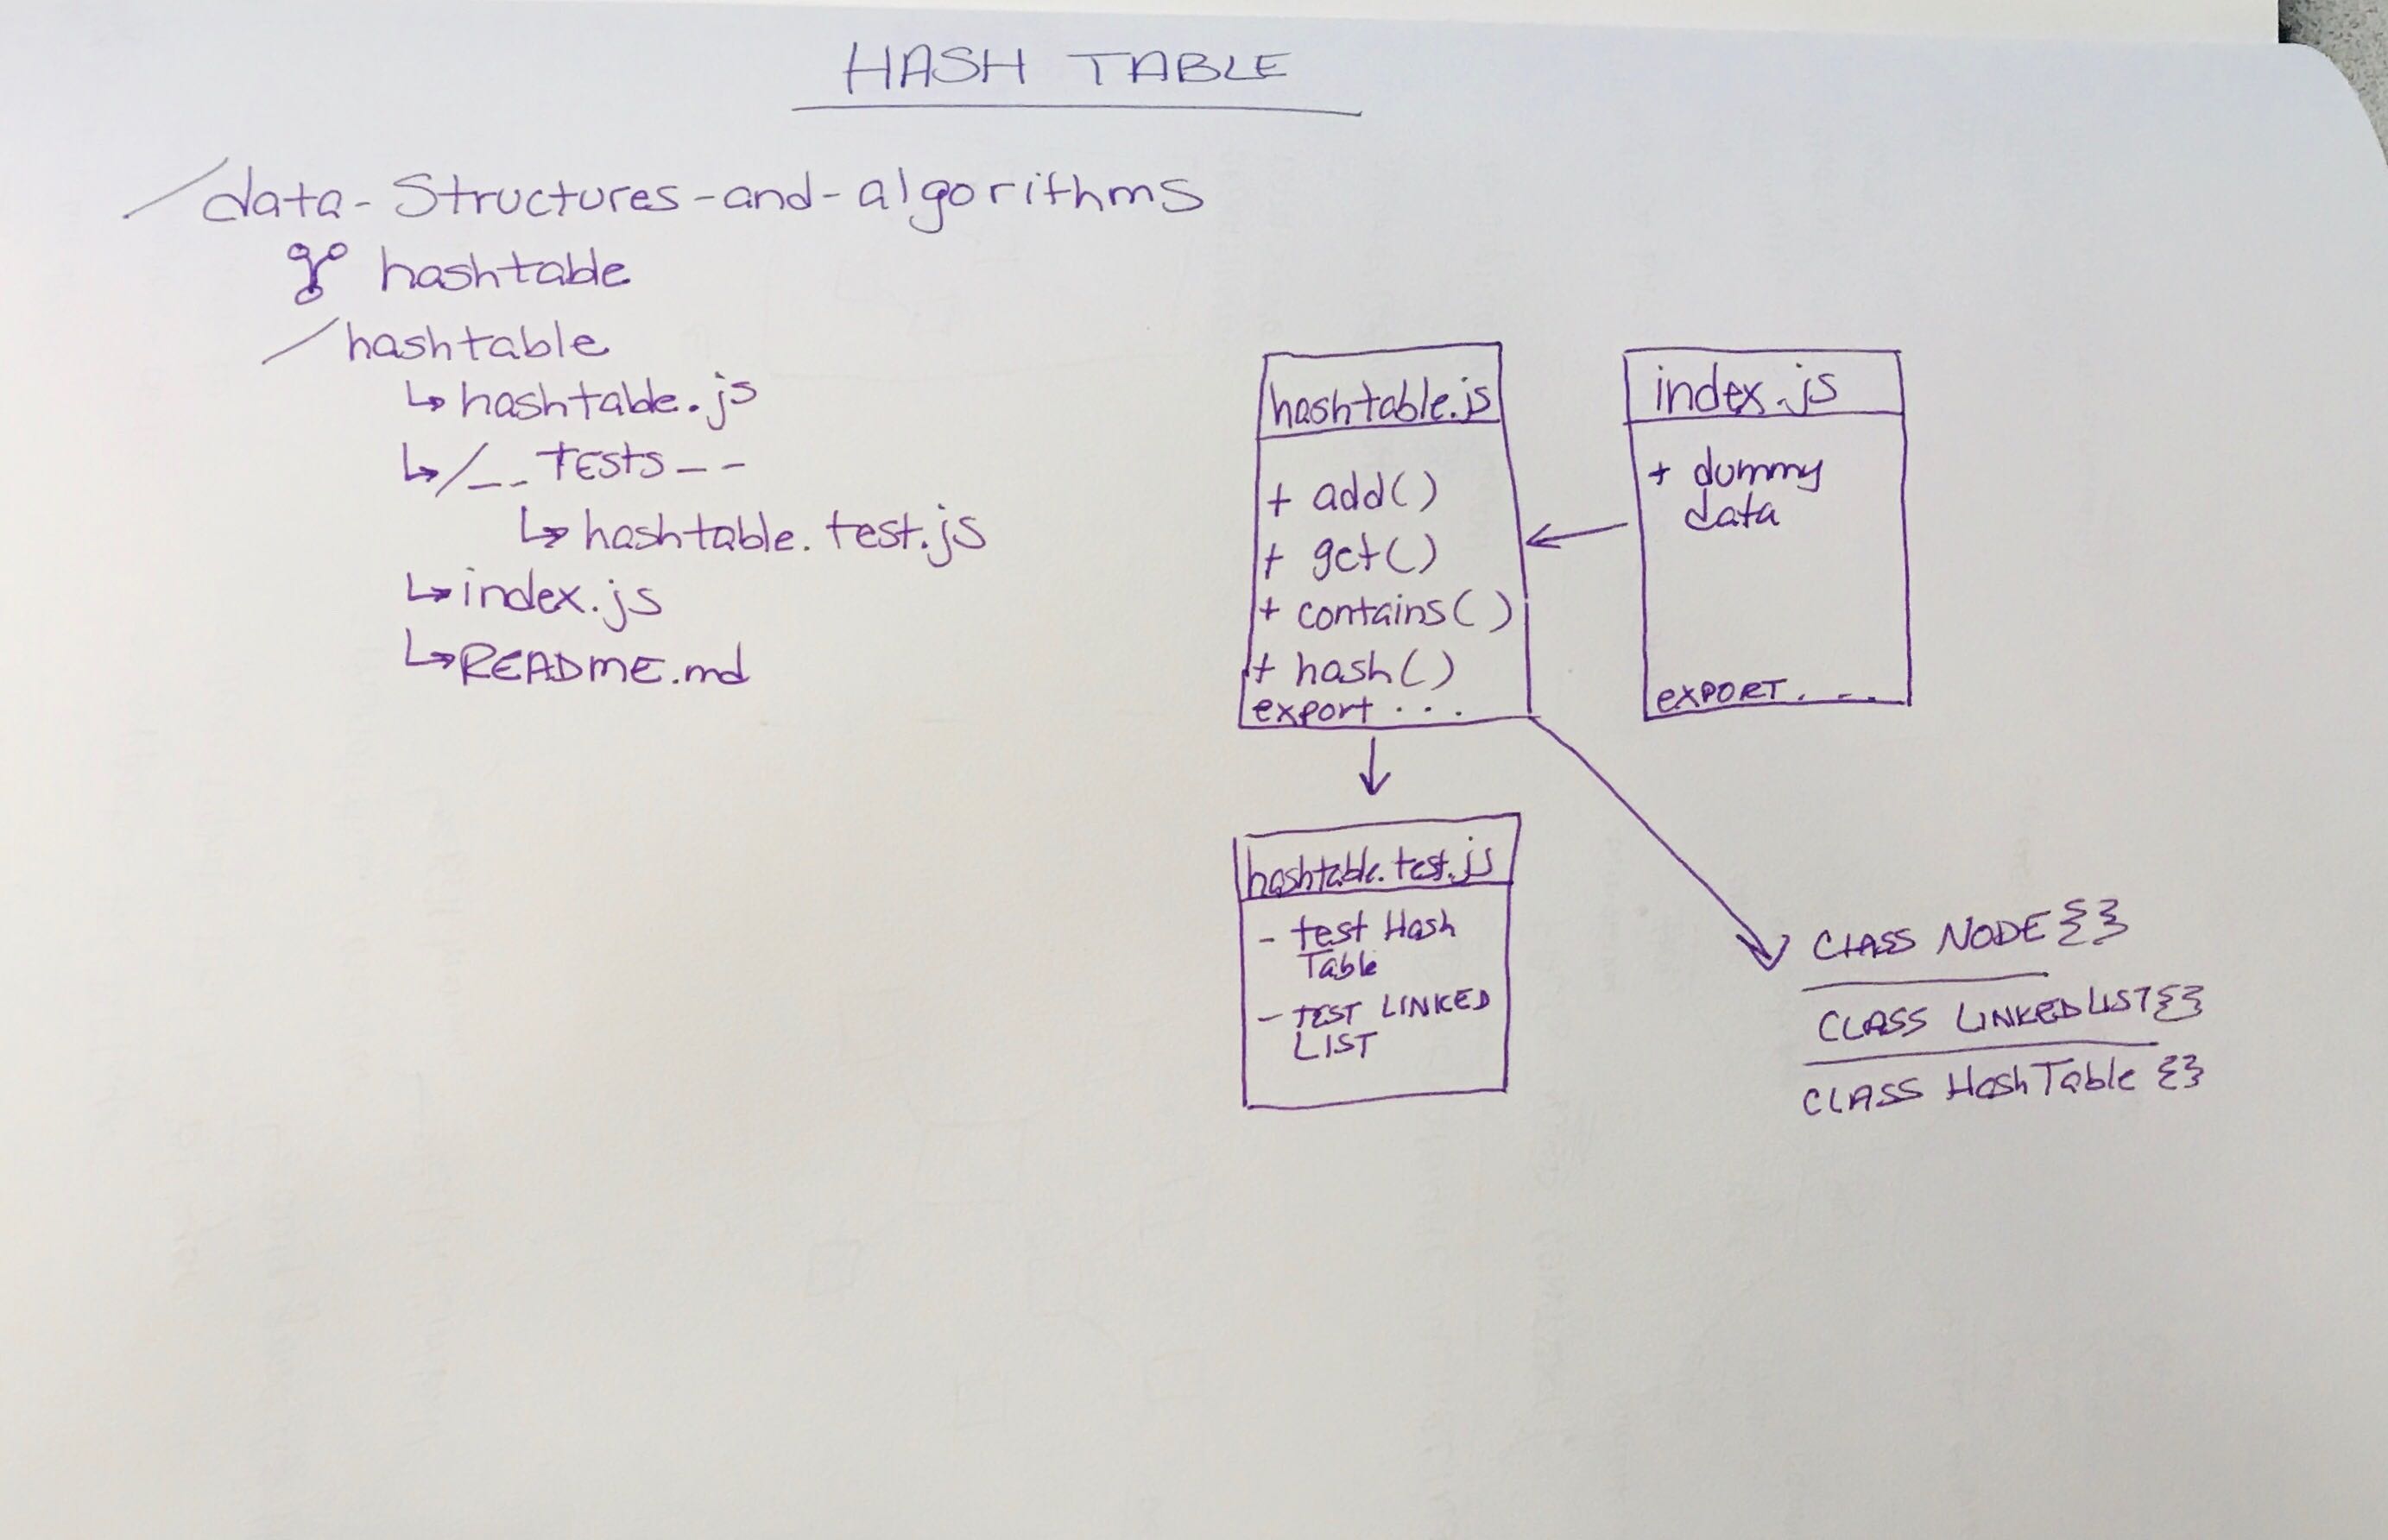 HASH TABLE
/data-Structures-and-algorithms
hashtable
/hashtable
↳ hashtable.js
↳ /__TESTS__
↳ hashtable.test.js
↳ index.js
↳ README.md
hashtable.js
+ add()
+ get()
+ contains()
+ hash()
export ...
index.js
+ dummy
data
EXPORT...
hashtable.test.js
- test Hash
Table
- TEST LINKED
LIST
CLASS NODE {}
CLASS LINKEDLIST {}
CLASS HashTable {}